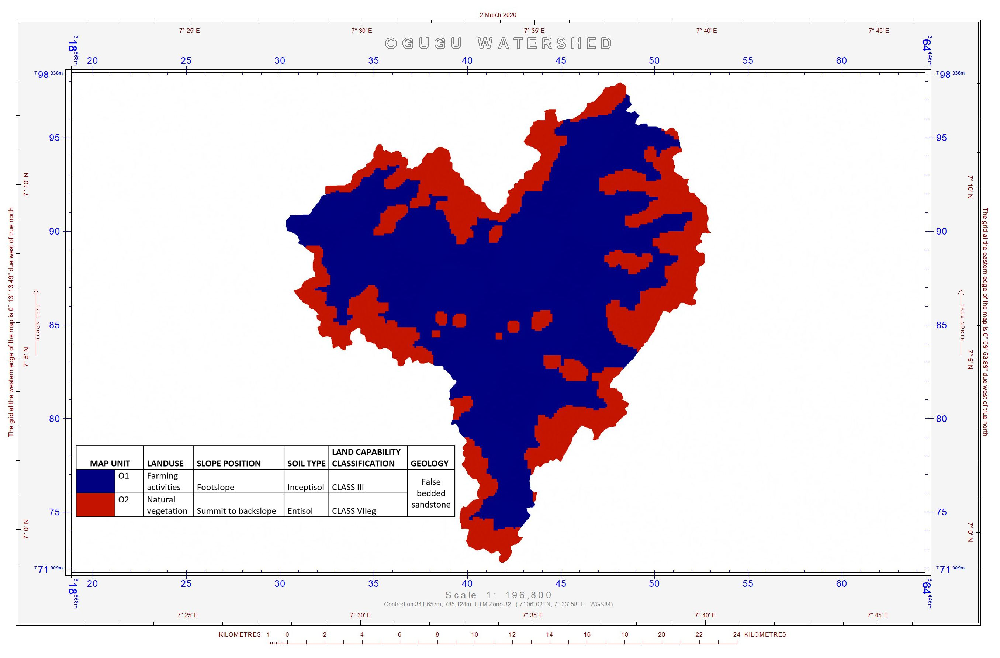 2 March 2020
7° 25' E 7° 30' E 7° 35' E 7° 40' E 7° 45' E
OGUGU WATERSHED
3 18 868m 20 25 30 35 40 45 50 55 60 3 64 446m
7 98 338m 7 98 338m
95 95
7° 10' N 7° 10' N
90 90
The grid at the western edge of the map is 0° 13' 13.49" due west of true north
The grid at the eastern edge of the map is 0° 09' 53.89" due west of true north
TRUE NORTH TRUE NORTH
85 85
7° 5' N 7° 5' N
80 80
MAP UNIT LANDUSE SLOPE POSITION SOIL TYPE LAND CAPABILITY CLASSIFICATION GEOLOGY
O1 Farming activities Footslope Inceptisol CLASS III False bedded sandstone
O2 Natural vegetation Summit to backslope Entisol CLASS VIIeg
75 75
7° 0' N 7° 0' N
7 71 909m 7 71 909m
3 18 868m 20 25 30 35 40 45 50 55 60 3 64 446m
Scale 1: 196,800
Centred on 341,657m, 785,124m UTM Zone 32 ( 7° 06' 02" N, 7° 33' 58" E WGS84)
7° 25' E 7° 30' E 7° 35' E 7° 40' E 7° 45' E
KILOMETRES 1 0 2 4 6 8 10 12 14 16 18 20 22 24 KILOMETRES